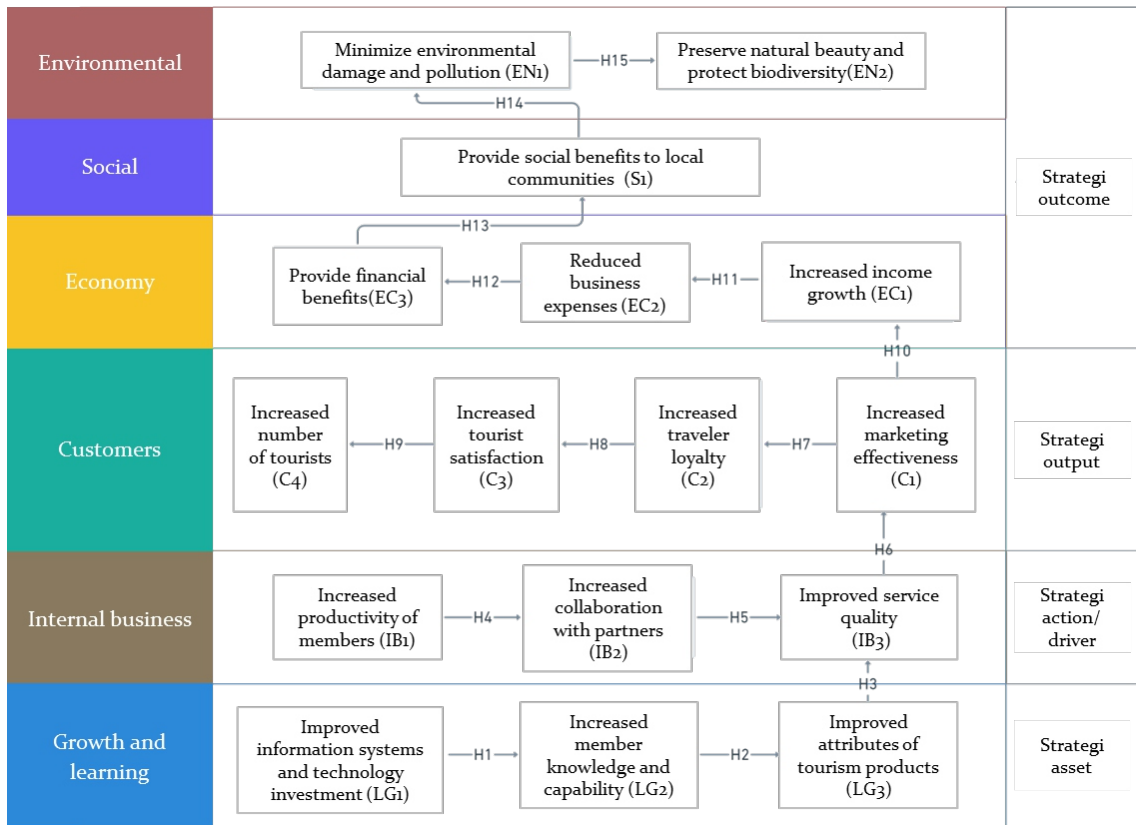 Environmental
Minimize environmental
damage and pollution (EN1)
H15
Preserve natural beauty and
protect biodiversity(EN2)
H14
Social
Provide social benefits to local
communities (S1)
Strategi
outcome
H13
Economy
Provide financial
benefits(EC3)
H12
Reduced
business
expenses (EC2)
H11
Increased income
growth (EC1)
H10
Customers
Increased
number
of tourists
(C4)
H9
Increased
tourist
satisfaction
(C3)
H8
Increased
traveler
loyalty
(C2)
H7
Increased
marketing
effectiveness
(C1)
Strategi
output
H6
Internal business
Increased
productivity of
members (IB1)
H4
Increased
collaboration
with partners
(IB2)
H5
Improved service
quality
(IB3)
Strategi
action/
driver
H3
Growth and
learning
Improved
information systems
and technology
investment (LG1)
H1
Increased
member
knowledge and
capability (LG2)
H2
Improved
attributes of
tourism products
(LG3)
Strategi
asset